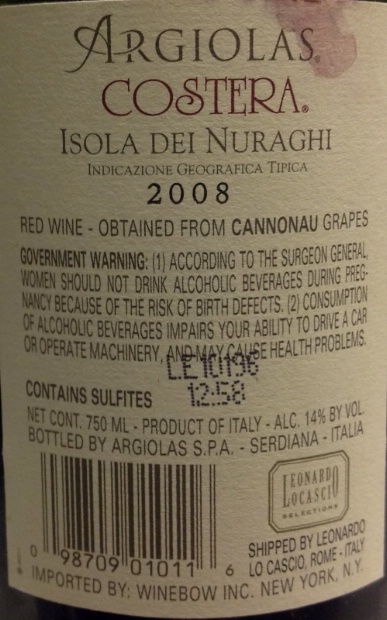 ARGIOLAS®
COSTERA®
ISOLA DEI NURAGHI
INDICAZIONE GEOGRAFICA TIPICA
2008
RED WINE - OBTAINED FROM CANNONAU GRAPES
GOVERNMENT WARNING: (1) ACCORDING TO THE SURGEON GENERAL,
WOMEN SHOULD NOT DRINK ALCOHOLIC BEVERAGES DURING PREG-
NANCY BECAUSE OF THE RISK OF BIRTH DEFECTS. (2) CONSUMPTION
OF ALCOHOLIC BEVERAGES IMPAIRS YOUR ABILITY TO DRIVE A CAR
OR OPERATE MACHINERY, AND MAY CAUSE HEALTH PROBLEMS.
LE10196
12:58
CONTAINS SULFITES
NET CONT. 750 ML - PRODUCT OF ITALY - ALC. 14% BY VOL.
BOTTLED BY ARGIOLAS S.P.A. - SERDIANA - ITALIA
LEONARDO
LOCASCIO
SELECTIONS
0 98709 01011 6
SHIPPED BY LEONARDO
LO CASCIO, ROME - ITALY
IMPORTED BY: WINEBOW INC. NEW YORK, N.Y.